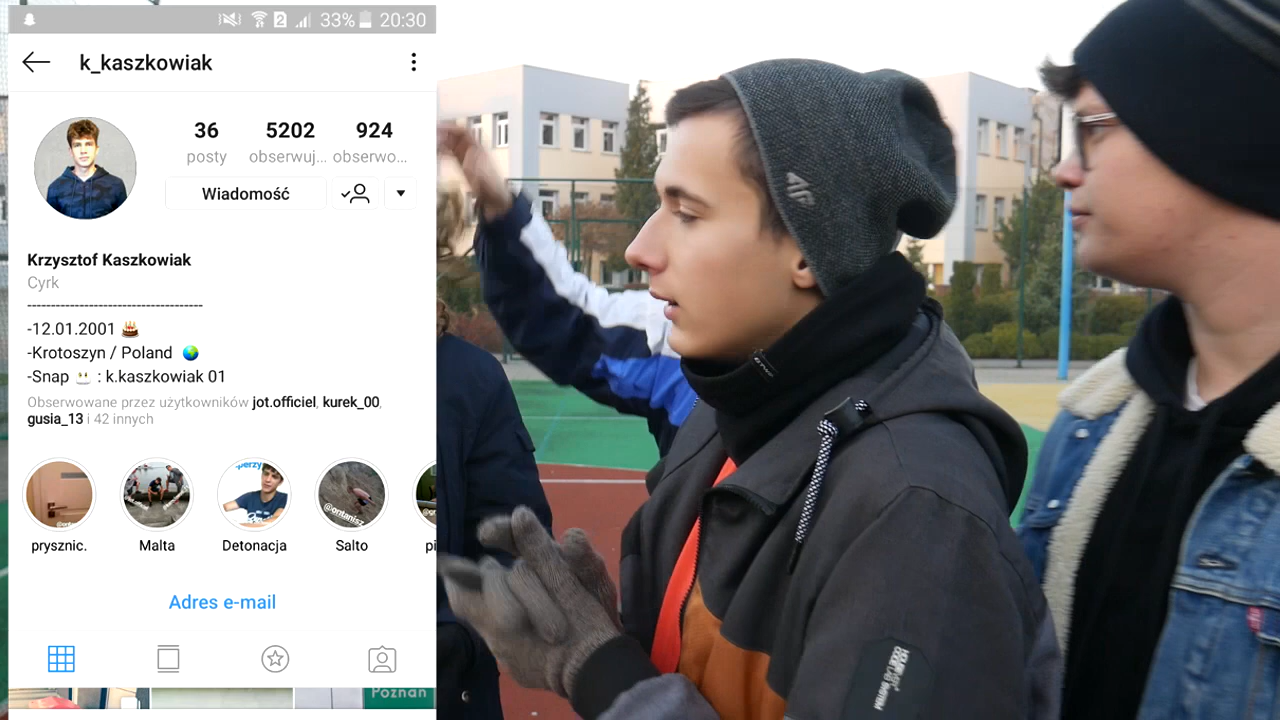 33% 20:30
k_kaszkowiak
36 5202 924
posty obserwuj... obserwo...
Wiadomość
Krzysztof Kaszkowiak
Cyrk
-------------------------------------
-12.01.2001 🎂
-Krotoszyn / Poland 🌍
-Snap : k.kaszkowiak 01
Obserwowane przez użytkowników jot.officiel, kurek_00,
gusia_13 i 42 innych
prysznic. Malta Detonacja Salto pi
Adres e-mail
Poznań
4F